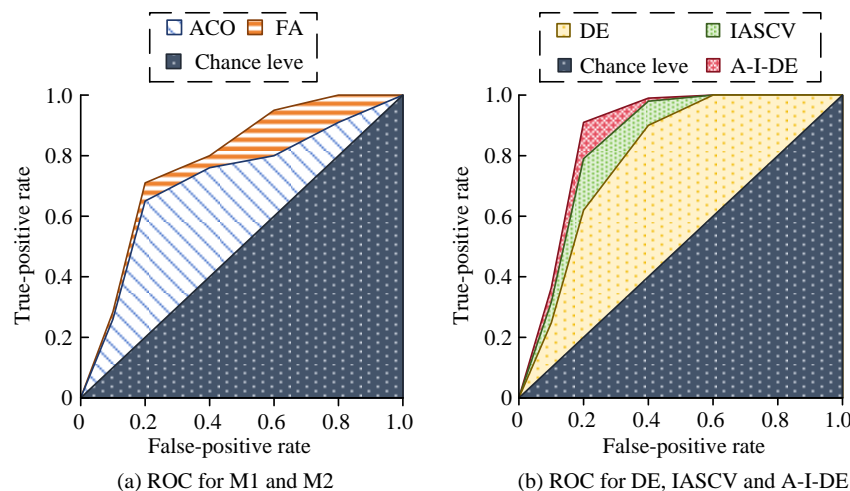 ACO FA
Chance leve
True-positive rate
1.0
0.8
0.6
0.4
0.2
0
0 0.2 0.4 0.6 0.8 1.0
False-positive rate
(a) ROC for M1 and M2
DE IASCV
Chance level A-I-DE
True-positive rate
1.0
0.8
0.6
0.4
0.2
0
0 0.2 0.4 0.6 0.8 1.0
False-positive rate
(b) ROC for DE, IASCV and A-I-DE